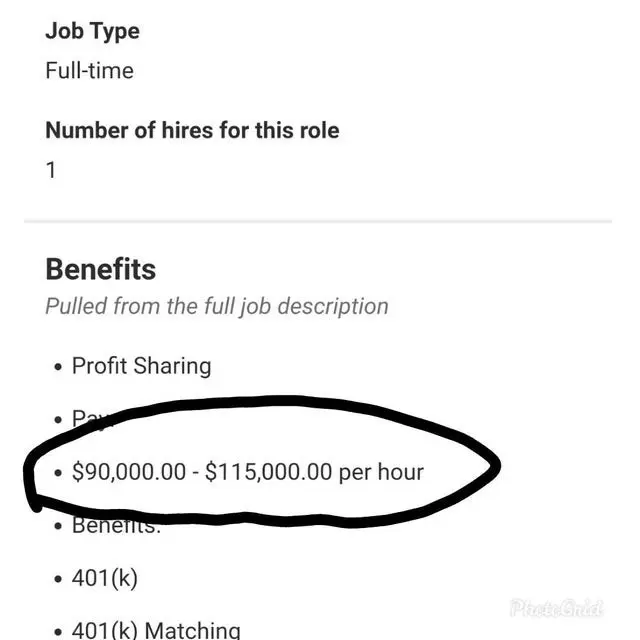 Job Type
Full-time
Number of hires for this role
1
Benefits
Pulled from the full job description
• Profit Sharing
• Pay:
• $90,000.00 - $115,000.00 per hour
• Benefits:
• 401(k)
• 401(k) Matching
PhotoGrid